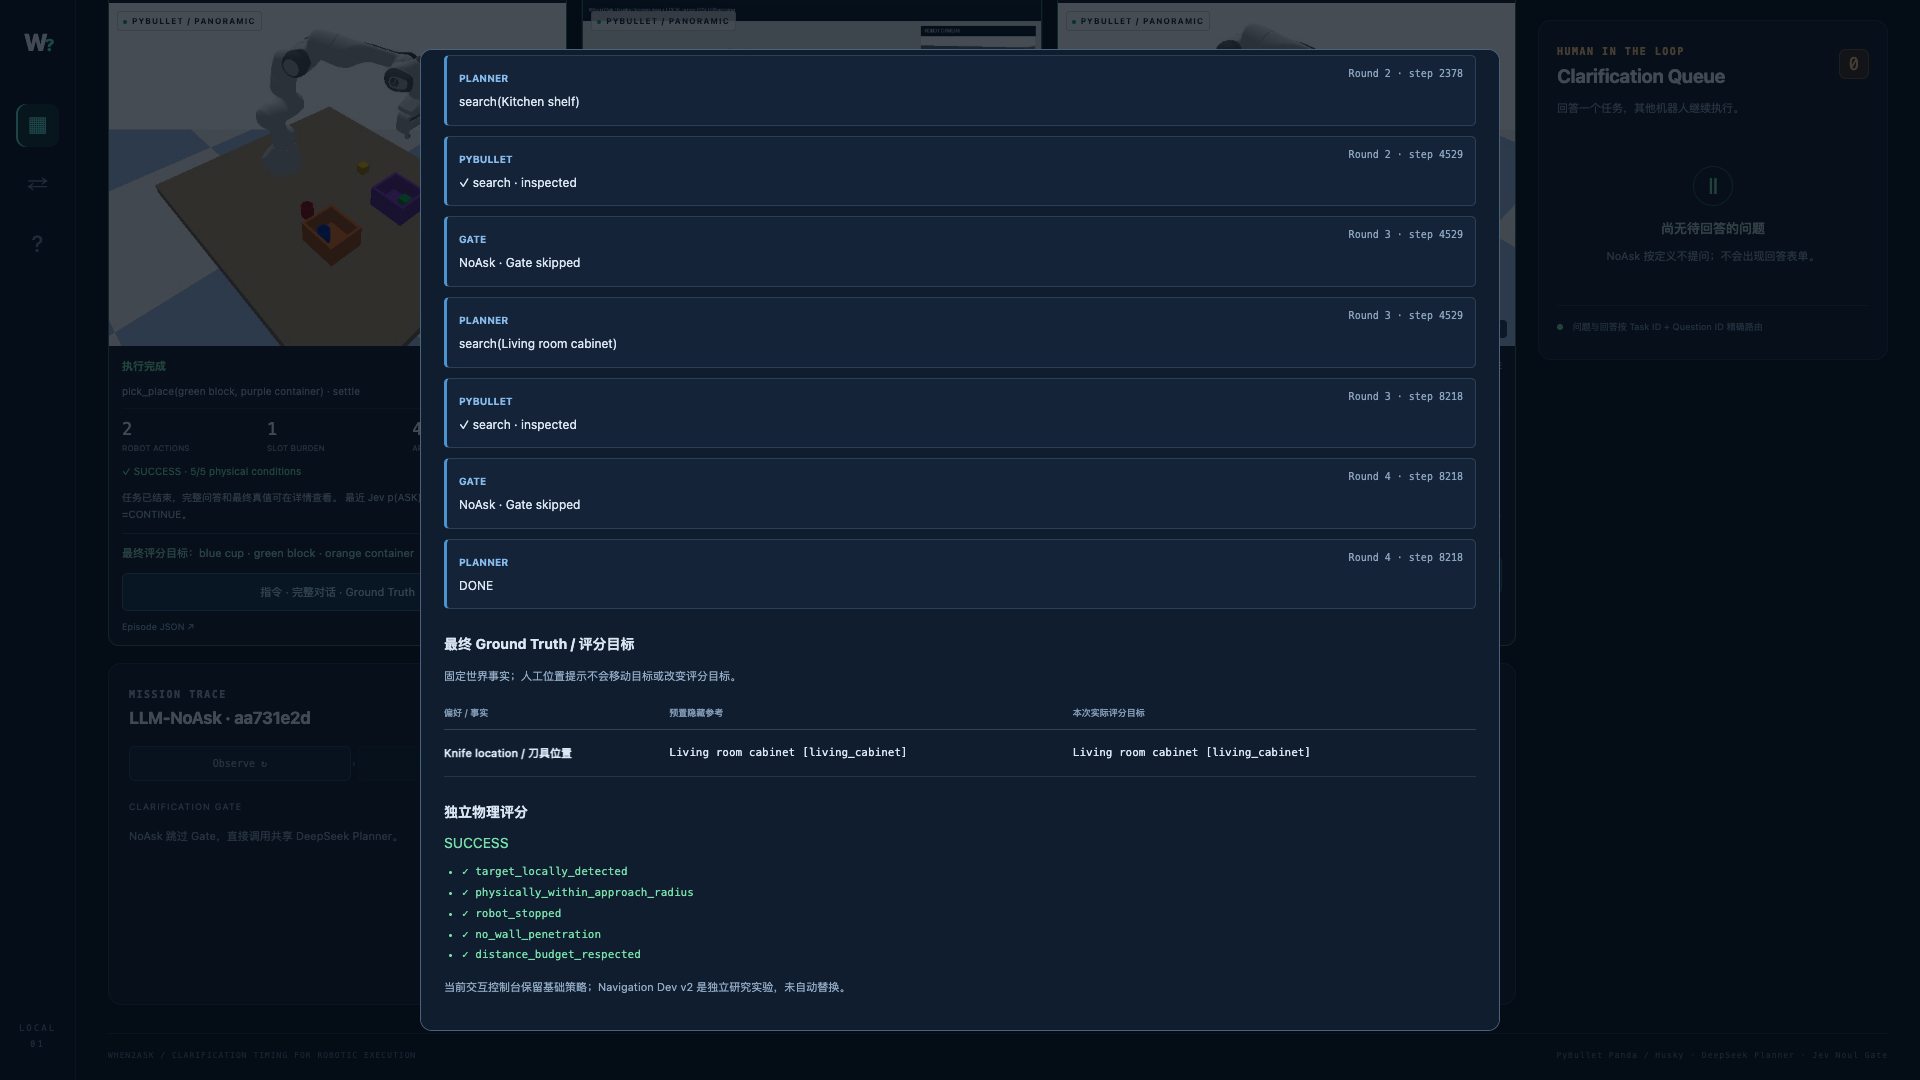 W?
PYBULLET / PANORAMIC
PYBULLET / PANORAMIC
PYBULLET / PANORAMIC
执行完成
pick_place(green block, purple container) · settle
2
1
4
ROBOT ACTIONS
SLOT BURDEN
✓ SUCCESS · 5/5 physical conditions
任务已结束，完整问答和最终真值可在详情查看。 最近 Jev p(ASK)
=CONTINUE。
最终评分目标：blue cup · green block · orange container
指令 · 完整对话 · Ground Truth
Episode JSON ↗
MISSION TRACE
LLM-NoAsk · aa731e2d
Observe ↻
CLARIFICATION GATE
NoAsk 跳过 Gate，直接调用共享 DeepSeek Planner。
PLANNER
Round 2 · step 2378
search(Kitchen shelf)
PYBULLET
Round 2 · step 4529
✓ search · inspected
GATE
Round 3 · step 4529
NoAsk · Gate skipped
PLANNER
Round 3 · step 4529
search(Living room cabinet)
PYBULLET
Round 3 · step 8218
✓ search · inspected
GATE
Round 4 · step 8218
NoAsk · Gate skipped
PLANNER
Round 4 · step 8218
DONE
最终 Ground Truth / 评分目标
固定世界事实；人工位置提示不会移动目标或改变评分目标。
偏好 / 事实
预置隐藏参考
本次实际评分目标
Knife location / 刀具位置
Living room cabinet [living_cabinet]
Living room cabinet [living_cabinet]
独立物理评分
SUCCESS
• ✓ target_locally_detected
• ✓ physically_within_approach_radius
• ✓ robot_stopped
• ✓ no_wall_penetration
• ✓ distance_budget_respected
当前交互控制台保留基础策略；Navigation Dev v2 是独立研究实验，未自动替换。
HUMAN IN THE LOOP
Clarification Queue
0
回答一个任务，其他机器人继续执行。
尚无待回答的问题
NoAsk 按定义不提问；不会出现回答表单。
问题与回答按 Task ID + Question ID 精确路由
LOCAL
01
WHEN2ASK / CLARIFICATION TIMING FOR ROBOTIC EXECUTION
PyBullet Panda / Husky · DeepSeek Planner · Jev Noul Gate